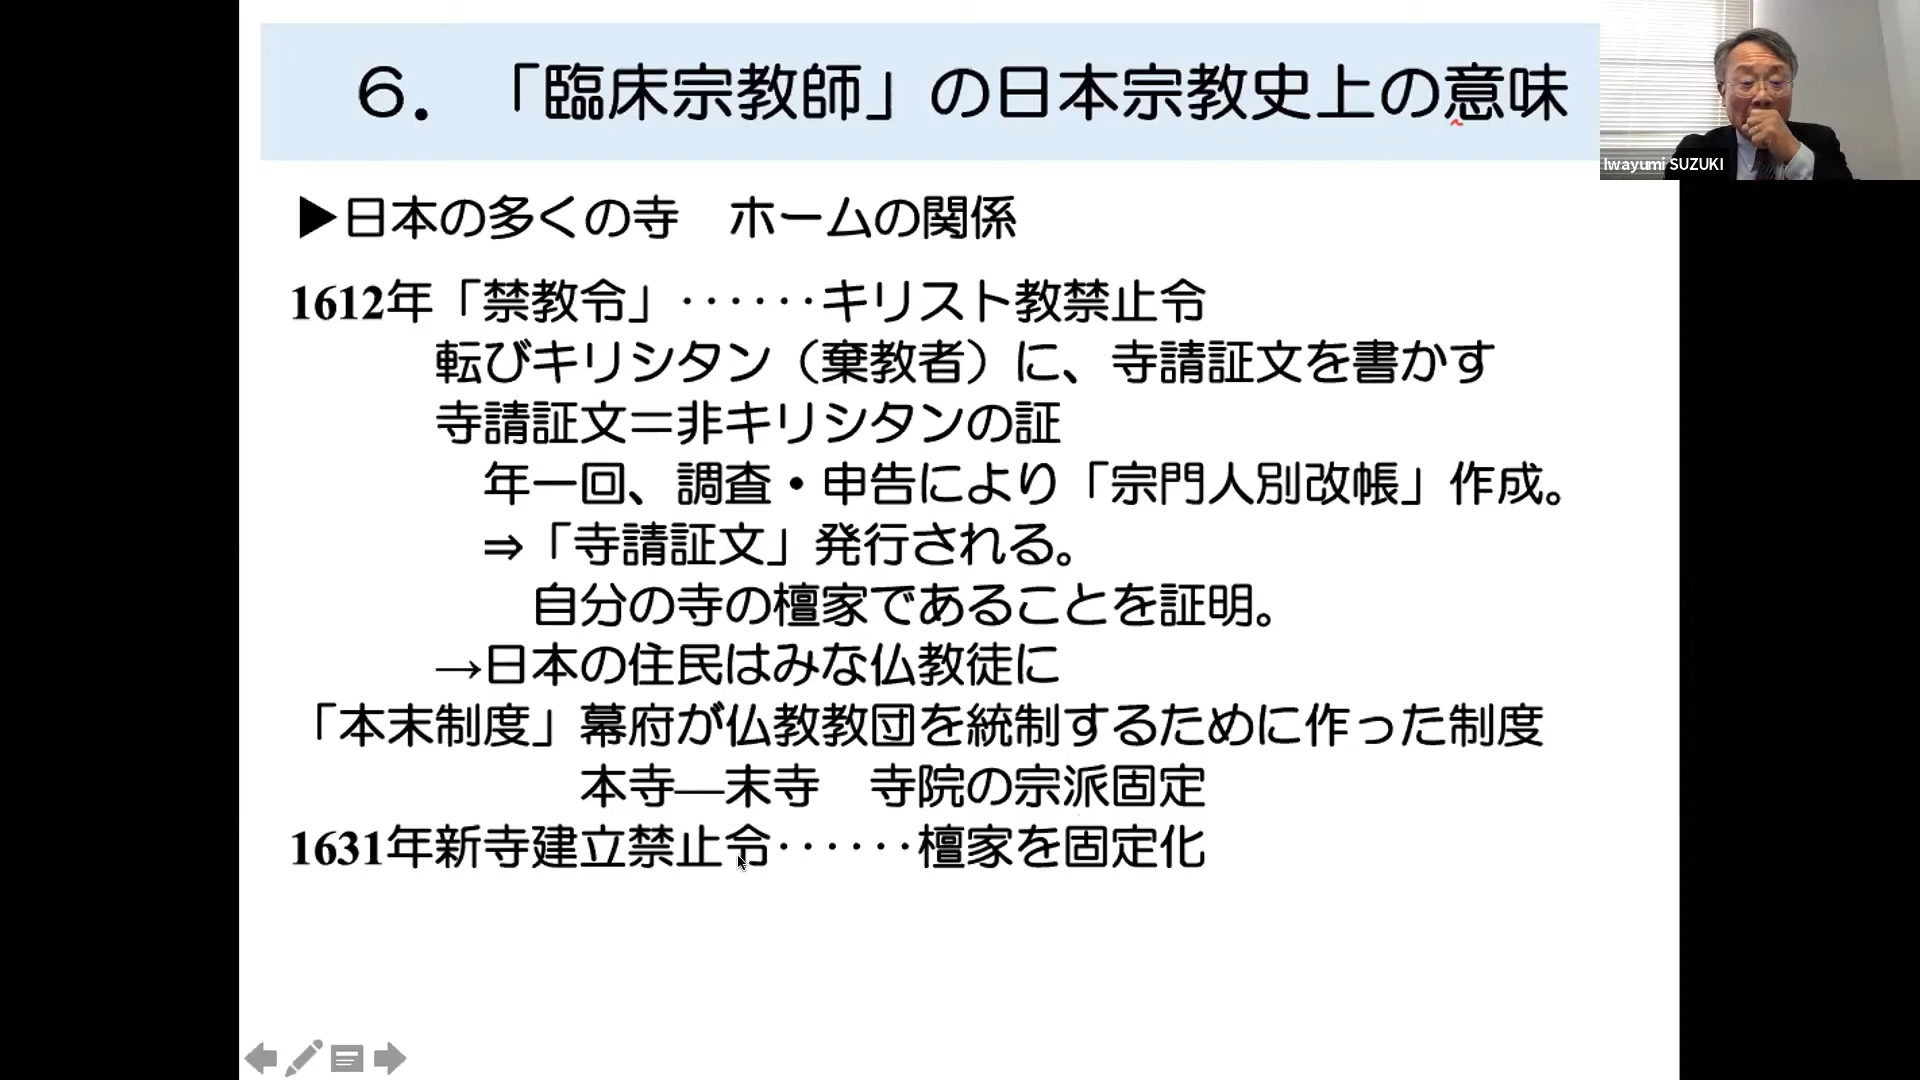 ６．「臨床宗教師」の日本宗教史上の意味
Iwayumi SUZUKI
▶日本の多くの寺　ホームの関係
1612年「禁教令」‥‥‥キリスト教禁止令
転びキリシタン（棄教者）に、寺請証文を書かす
寺請証文＝非キリシタンの証
年一回、調査・申告により「宗門人別改帳」作成。
⇒「寺請証文」発行される。
自分の寺の檀家であることを証明。
→日本の住民はみな仏教徒に
「本末制度」幕府が仏教教団を統制するために作った制度
本寺―末寺　寺院の宗派固定
1631年新寺建立禁止令‥‥‥檀家を固定化